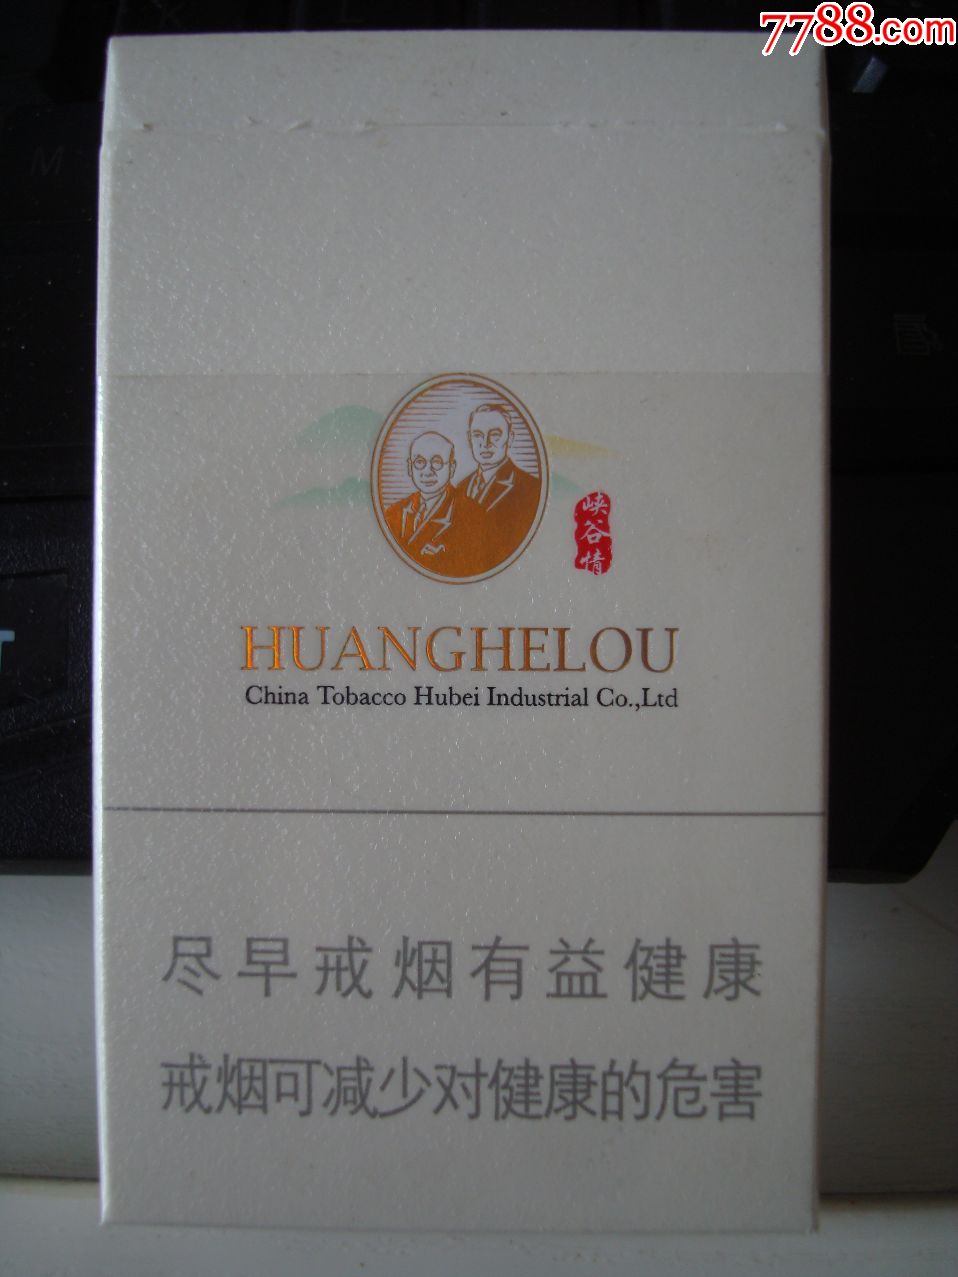 7788.com
峡谷情
HUANGHELOU
China Tobacco Hubei Industrial Co.,Ltd
尽早戒烟有益健康
戒烟可减少对健康的危害
M
T